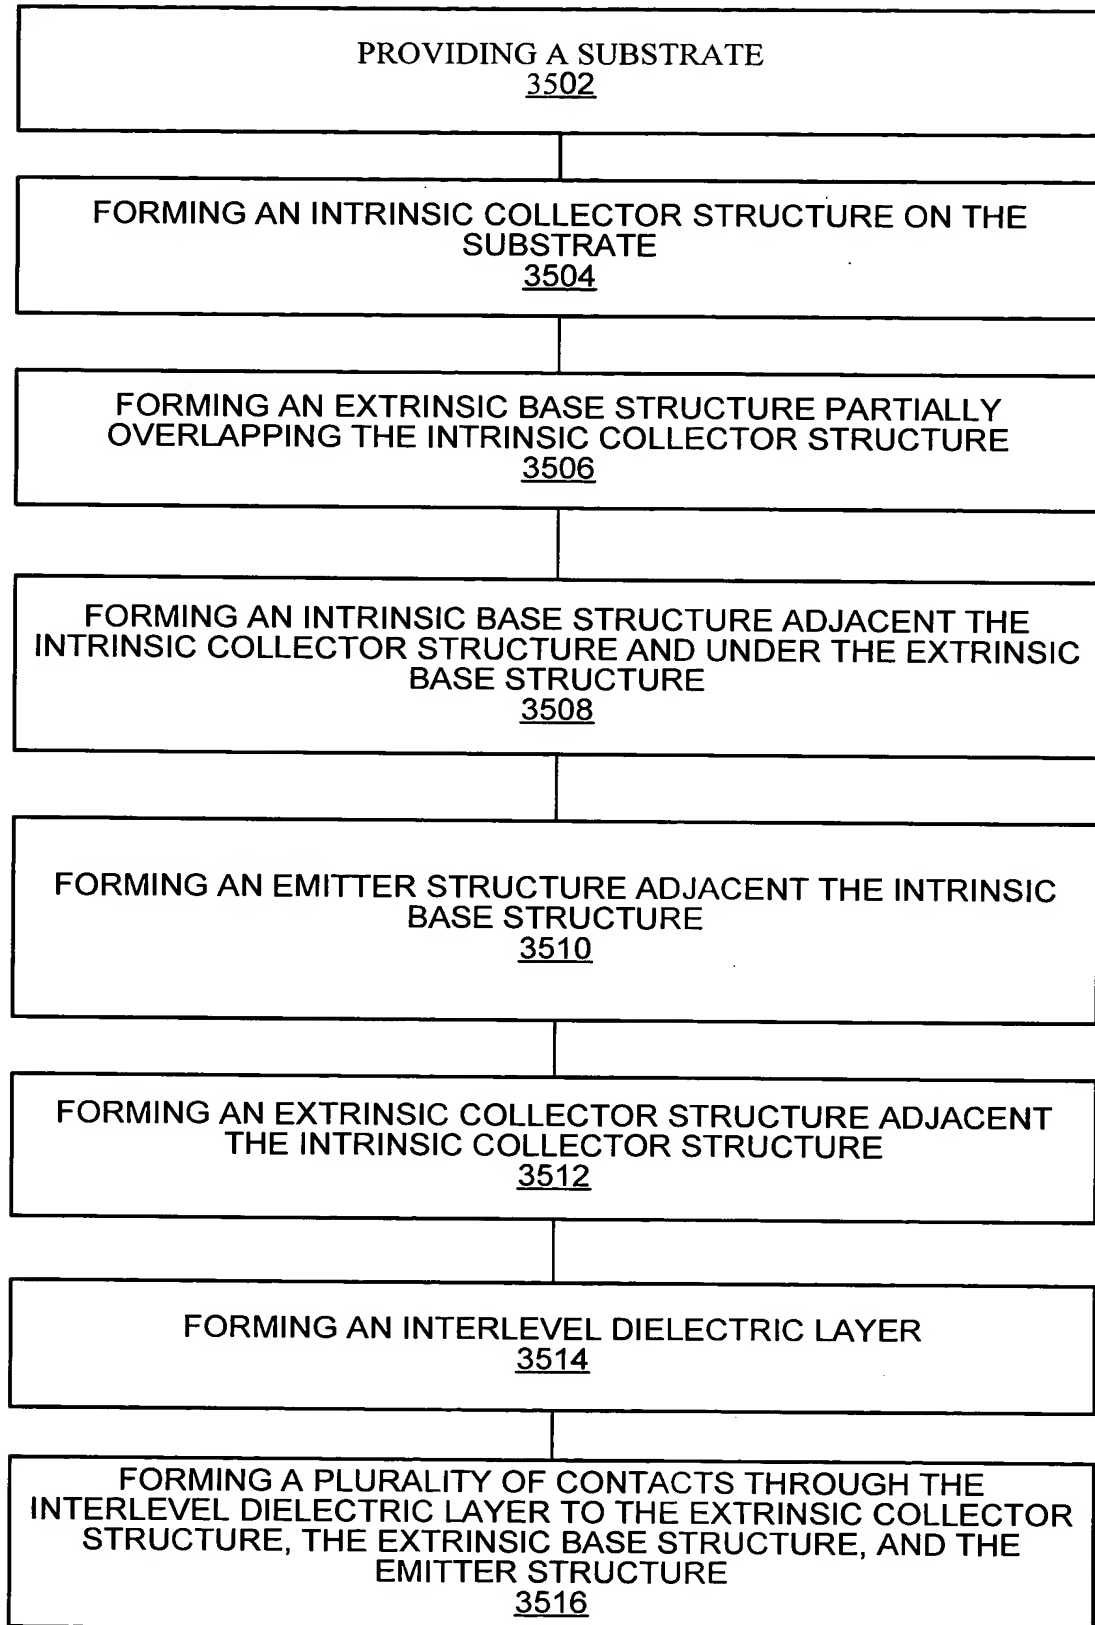 PROVIDING A SUBSTRATE
3502
FORMING AN INTRINSIC COLLECTOR STRUCTURE ON THE
SUBSTRATE
3504
FORMING AN EXTRINSIC BASE STRUCTURE PARTIALLY
OVERLAPPING THE INTRINSIC COLLECTOR STRUCTURE
3506
FORMING AN INTRINSIC BASE STRUCTURE ADJACENT THE
INTRINSIC COLLECTOR STRUCTURE AND UNDER THE EXTRINSIC
BASE STRUCTURE
3508
FORMING AN EMITTER STRUCTURE ADJACENT THE INTRINSIC
BASE STRUCTURE
3510
FORMING AN EXTRINSIC COLLECTOR STRUCTURE ADJACENT
THE INTRINSIC COLLECTOR STRUCTURE
3512
FORMING AN INTERLEVEL DIELECTRIC LAYER
3514
FORMING A PLURALITY OF CONTACTS THROUGH THE
INTERLEVEL DIELECTRIC LAYER TO THE EXTRINSIC COLLECTOR
STRUCTURE, THE EXTRINSIC BASE STRUCTURE, AND THE
EMITTER STRUCTURE
3516